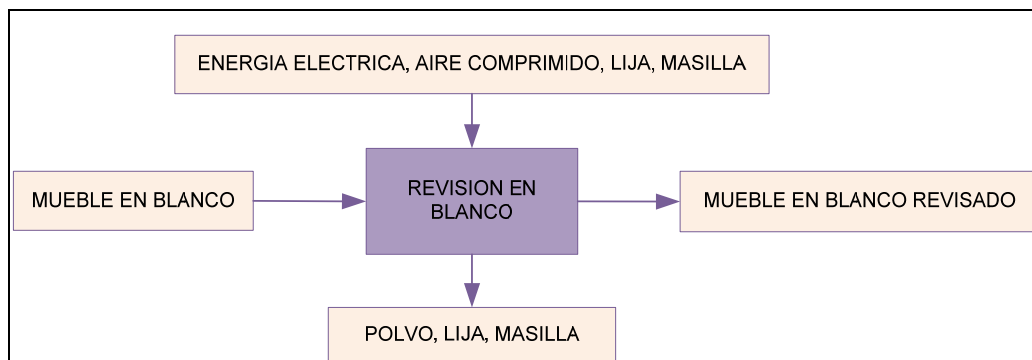 ENERGIA ELECTRICA, AIRE COMPRIMIDO, LIJA, MASILLA
MUEBLE EN BLANCO
REVISION EN
BLANCO
MUEBLE EN BLANCO REVISADO
POLVO, LIJA, MASILLA